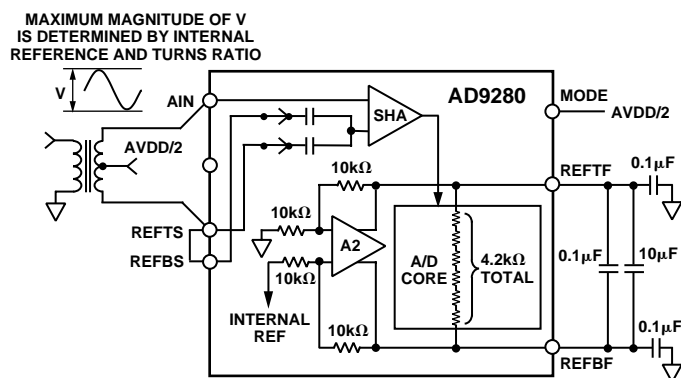 MAXIMUM MAGNITUDE OF V
IS DETERMINED BY INTERNAL
REFERENCE AND TURNS RATIO
V
AIN
AVDD/2
SHA
AD9280
MODE
AVDD/2
REFTF
0.1μF
10kΩ
10kΩ
REFTS
REFBS
A2
10kΩ
A/D
CORE
4.2kΩ
TOTAL
0.1μF
10μF
INTERNAL
REF
10kΩ
0.1μF
REFBF